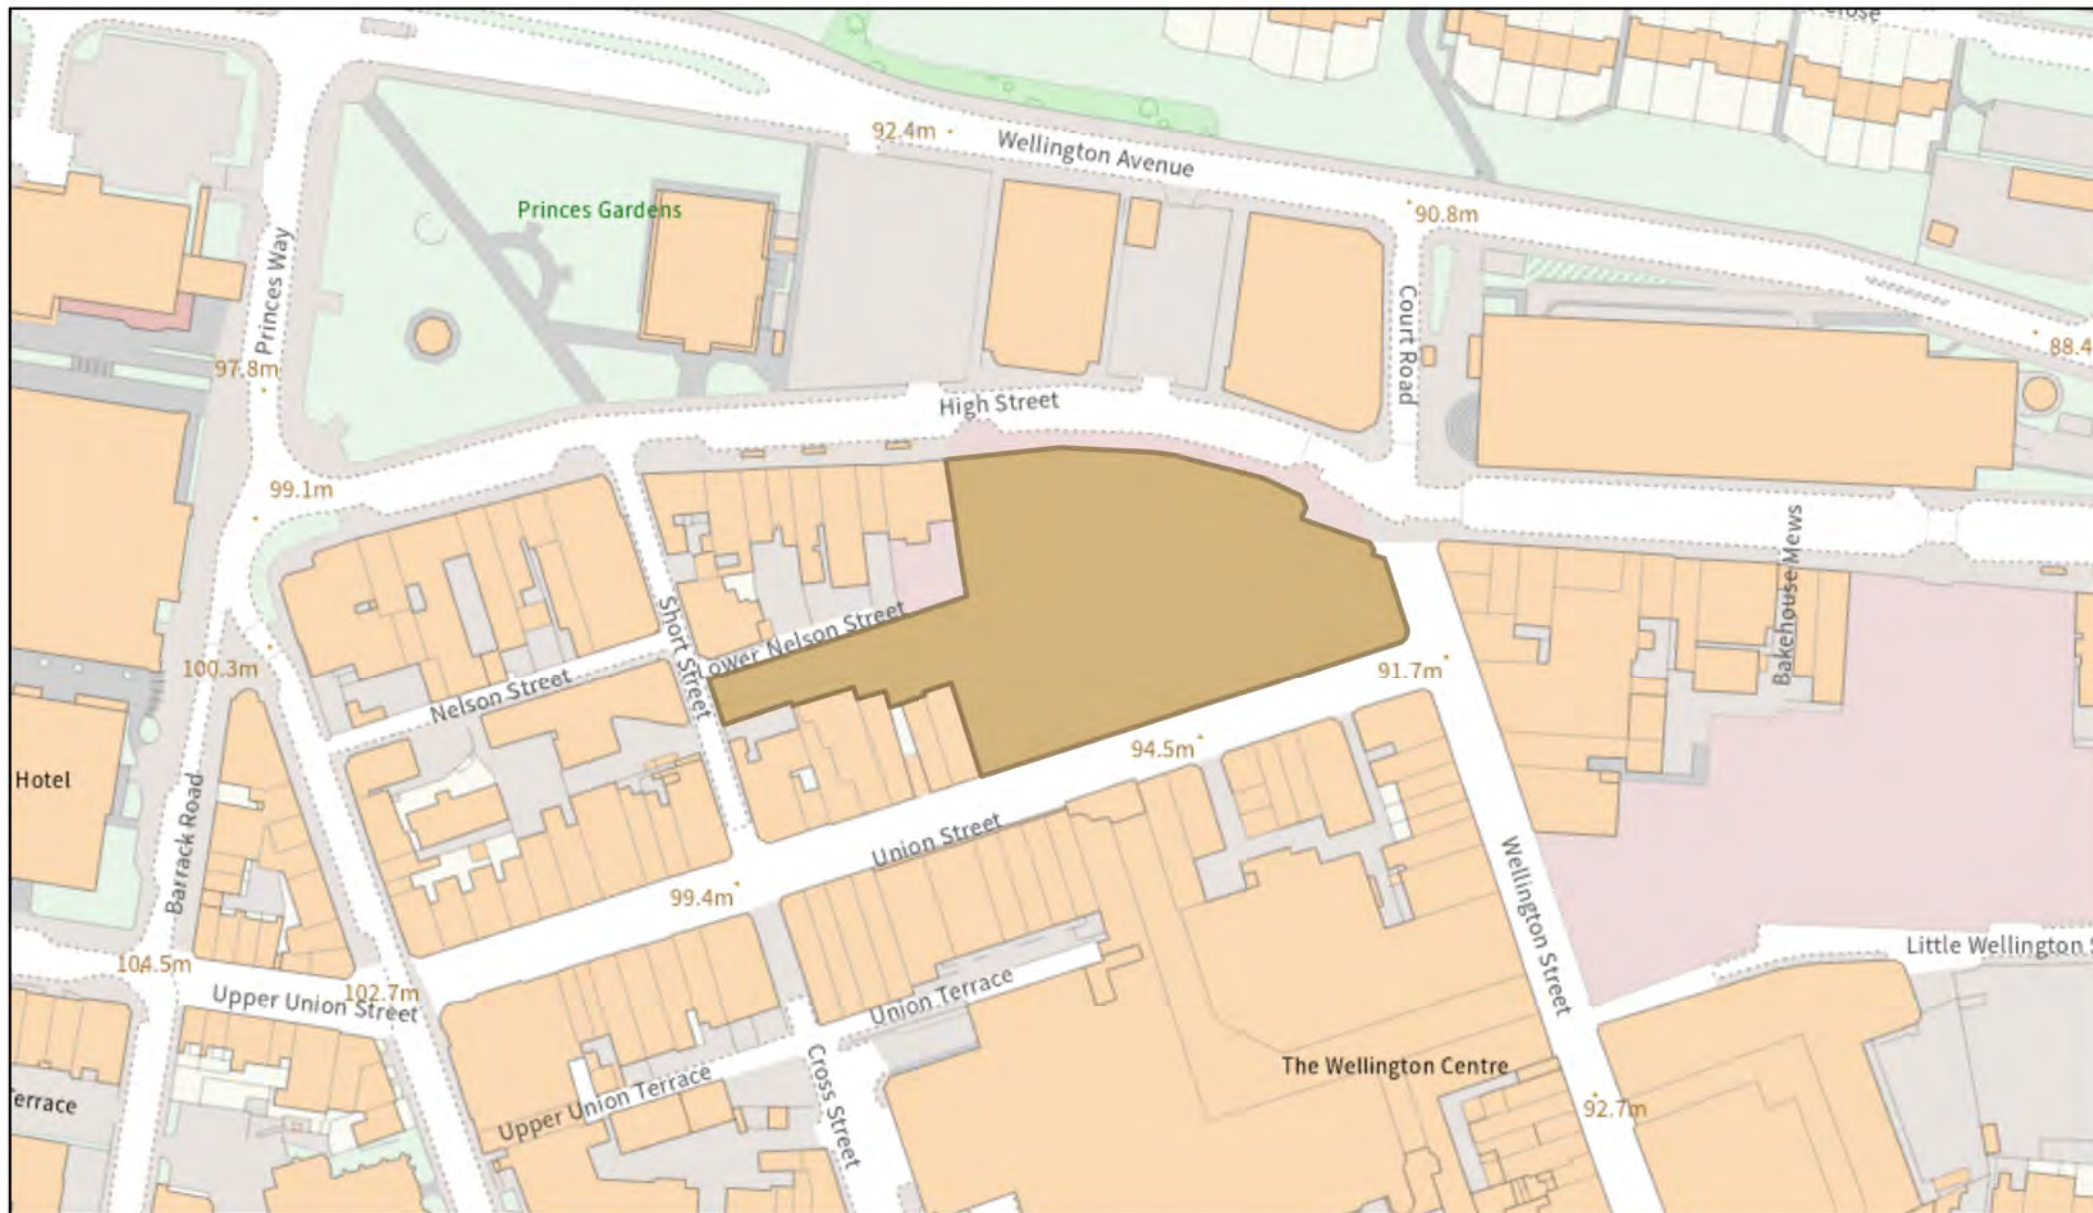 Close
92.4m
Wellington Avenue
90.8m
Princes Gardens
Princes Way
Court Road
88.4
97.8m
High Street
99.1m
Bakehouse Mews
Short Street
Lower Nelson Street
100.3m
91.7m
Nelson Street
94.5m
Hotel
Barrack Road
Union Street
Wellington Street
99.4m
Little Wellington S
104.5m
102.7m
Upper Union Street
Union Terrace
The Wellington Centre
Cross Street
Upper Union Terrace
errace
92.7m